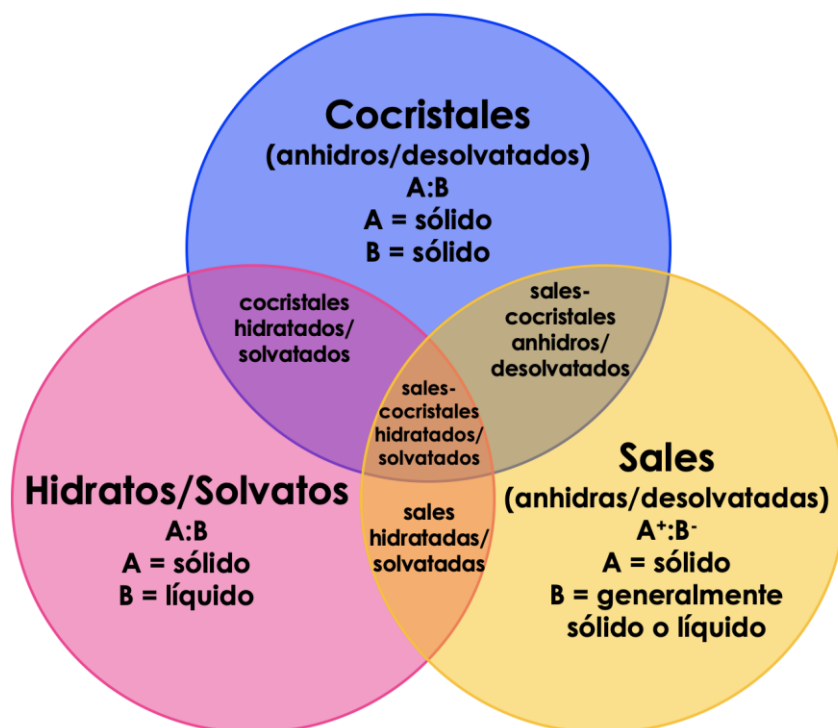 Cocristales
(anhidros/desolvatados)
A:B
A = sólido
B = sólido
cocristales
hidratados/
solvatados
sales-
cocristales
anhidros/
desolvatados
sales-
cocristales
hidratados/
solvatados
Hidratos/Solvatos
A:B
A = sólido
B = líquido
sales
hidratadas/
solvatadas
Sales
(anhidras/desolvatadas)
A⁺:B⁻
A = sólido
B = generalmente
sólido o líquido